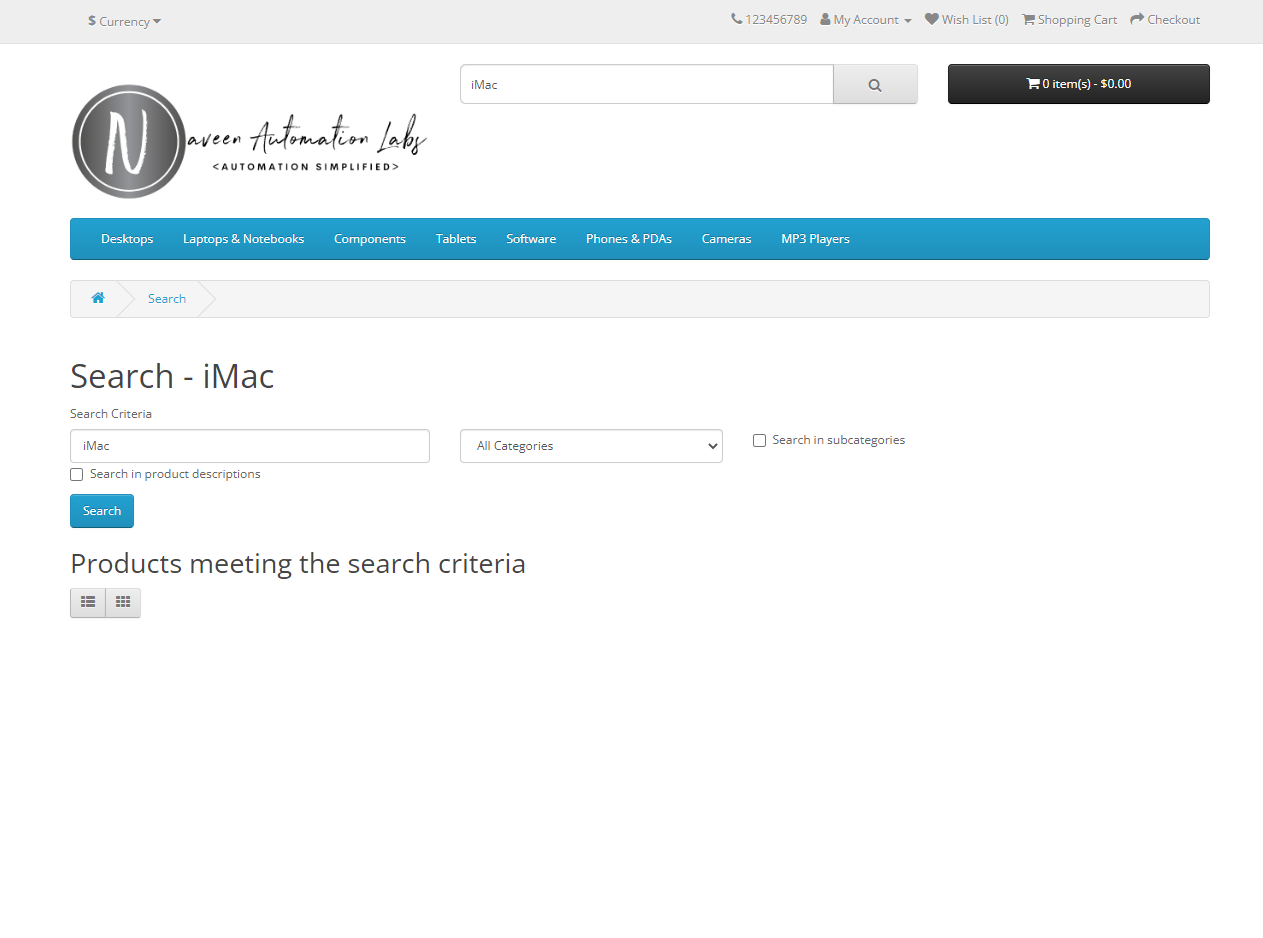 $ Currency
123456789 My Account Wish List (0) Shopping Cart Checkout
iMac
0 item(s) - $0.00
N
aveen Automation Labs
<AUTOMATION SIMPLIFIED>
Desktops Laptops & Notebooks Components Tablets Software Phones & PDAs Cameras MP3 Players
Search
Search - iMac
Search Criteria
iMac All Categories Search in subcategories
Search in product descriptions
Search
Products meeting the search criteria